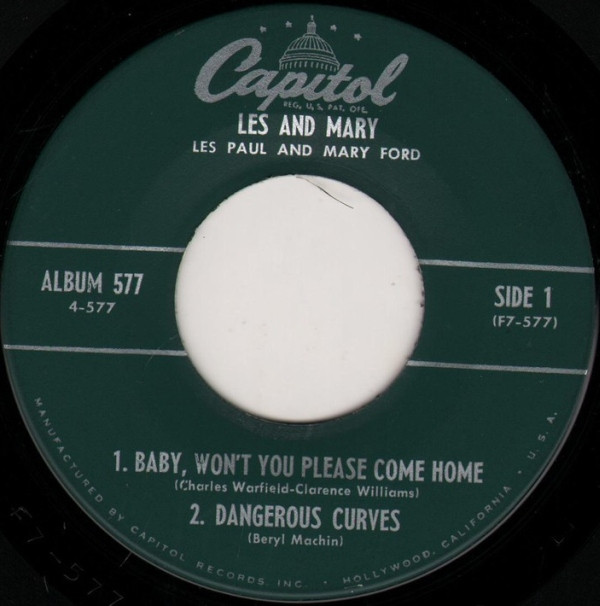 Capitol
REG. U.S. PAT. OFF.
LES AND MARY
LES PAUL AND MARY FORD
ALBUM 577
4-577
SIDE 1
(F7-577)
1. BABY, WON'T YOU PLEASE COME HOME
(Charles Warfield-Clarence Williams)
2. DANGEROUS CURVES
(Beryl Machin)
MANUFACTURED BY CAPITOL RECORDS, INC. • HOLLYWOOD, CALIFORNIA • U.S.A.
F7-577